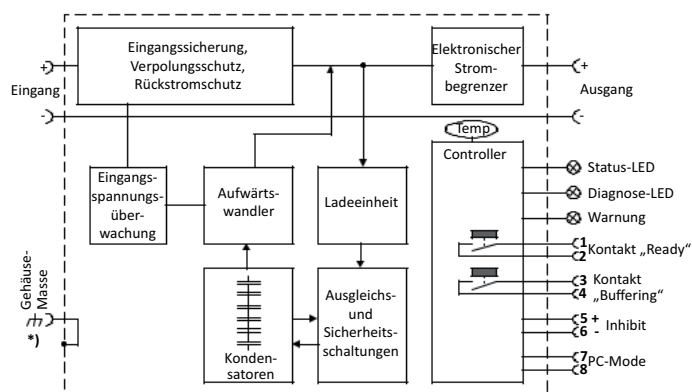 Eingangssicherung,
Verpolungsschutz,
Rückstromschutz
Elektronischer
Strom-
begrenzer
+
Eingang
-
+
Ausgang
-
Temp
Controller
Eingangs-
spannungs-
über-
wachung
Aufwärts-
wandler
Ladeeinheit
Status-LED
Diagnose-LED
Warnung
1
2
Kontakt „Ready“
3
4
Kontakt
„Buffering“
5 +
6 -
Inhibit
7
8
PC-Mode
Gehäuse-
Masse
*)
Konden-
satoren
Ausgleichs-
und
Sicherheits-
schaltungen